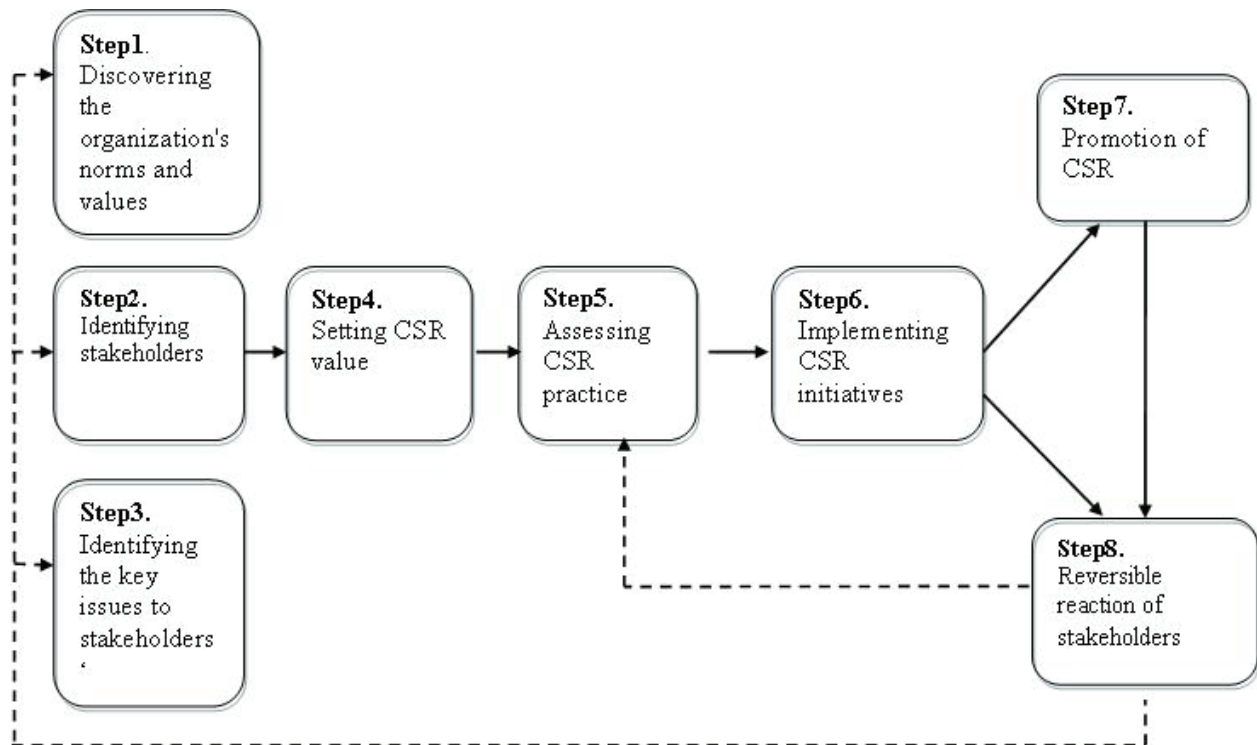 Step1.
Discovering
the
organization's
norms and
values
Step2.
Identifying
stakeholders
Step3.
Identifying
the key
issues to
stakeholders
‘
Step4.
Setting CSR
value
Step5.
Assessing
CSR
practice
Step6.
Implementing
CSR
initiatives
Step7.
Promotion of
CSR
Step8.
Reversible
reaction of
stakeholders